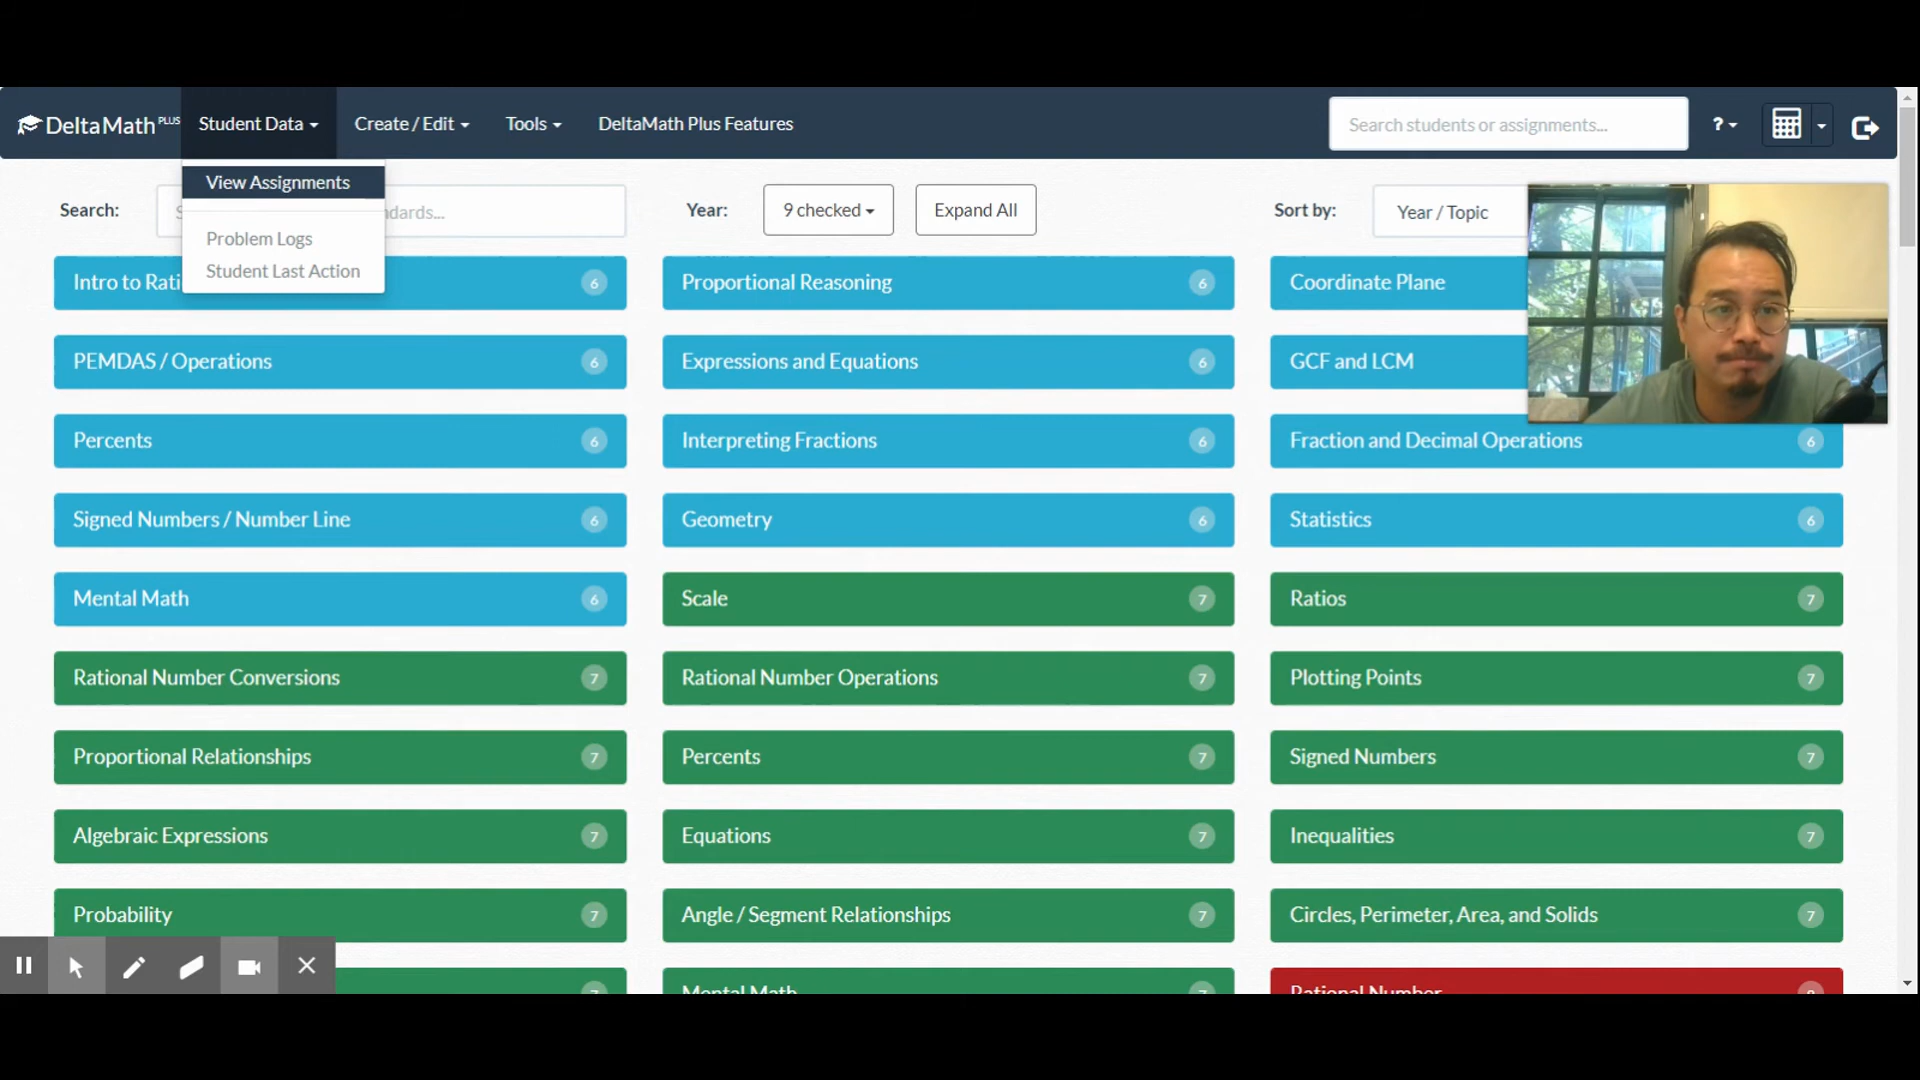 DeltaMath PLUS Student Data Create / Edit Tools DeltaMath Plus Features Search students or assignments... ?
View Assignments
Problem Logs
Student Last Action
Search: S ndards... Year: 9 checked Expand All Sort by: Year / Topic
Intro to Rati 6 Proportional Reasoning 6 Coordinate Plane
PEMDAS / Operations 6 Expressions and Equations 6 GCF and LCM
Percents 6 Interpreting Fractions 6 Fraction and Decimal Operations 6
Signed Numbers / Number Line 6 Geometry 6 Statistics 6
Mental Math 6 Scale 7 Ratios 7
Rational Number Conversions 7 Rational Number Operations 7 Plotting Points 7
Proportional Relationships 7 Percents 7 Signed Numbers 7
Algebraic Expressions 7 Equations 7 Inequalities 7
Probability 7 Angle / Segment Relationships 7 Circles, Perimeter, Area, and Solids 7
7 Mental Math 7 Rational Number